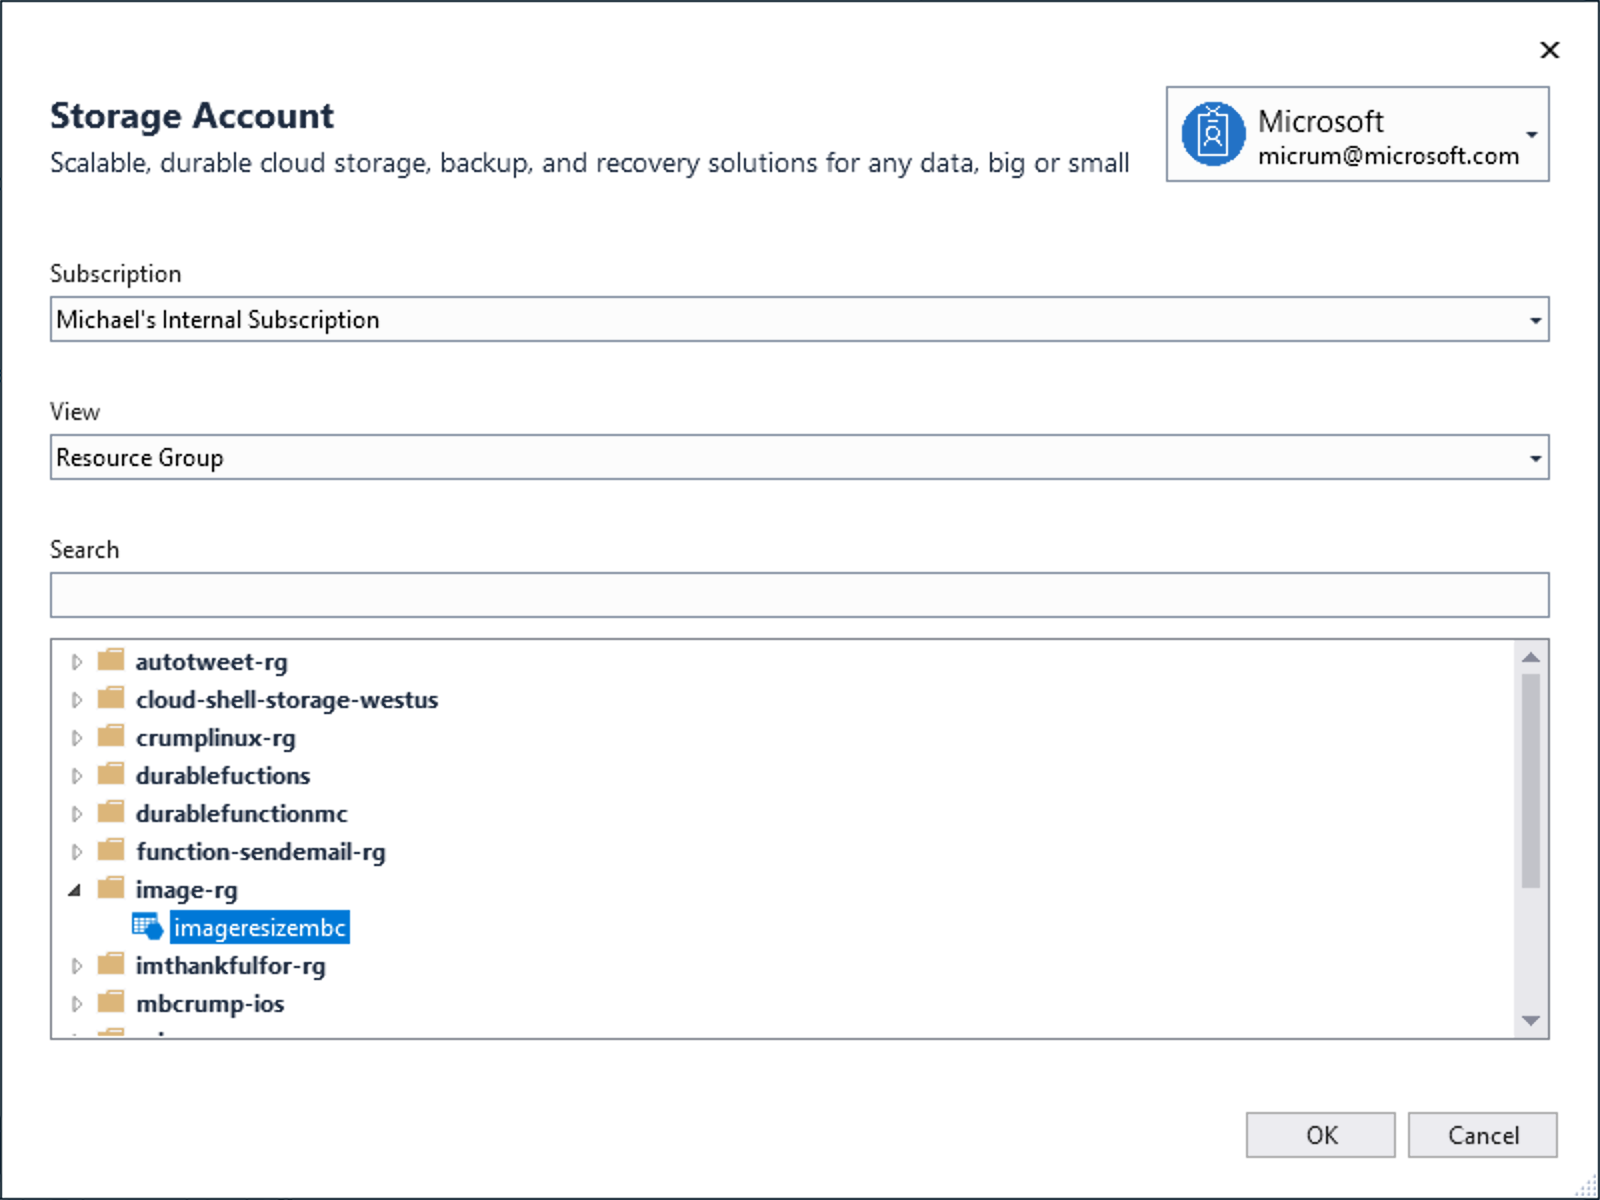 Storage Account
Scalable, durable cloud storage, backup, and recovery solutions for any data, big or small
Microsoft
micrum@microsoft.com
Subscription
Michael's Internal Subscription
View
Resource Group
Search
autotweet-rg
cloud-shell-storage-westus
crumplinux-rg
durablefuctions
durablefunctionmc
function-sendemail-rg
image-rg
imageresizembc
imthankfulfor-rg
mbcrump-ios
OK
Cancel